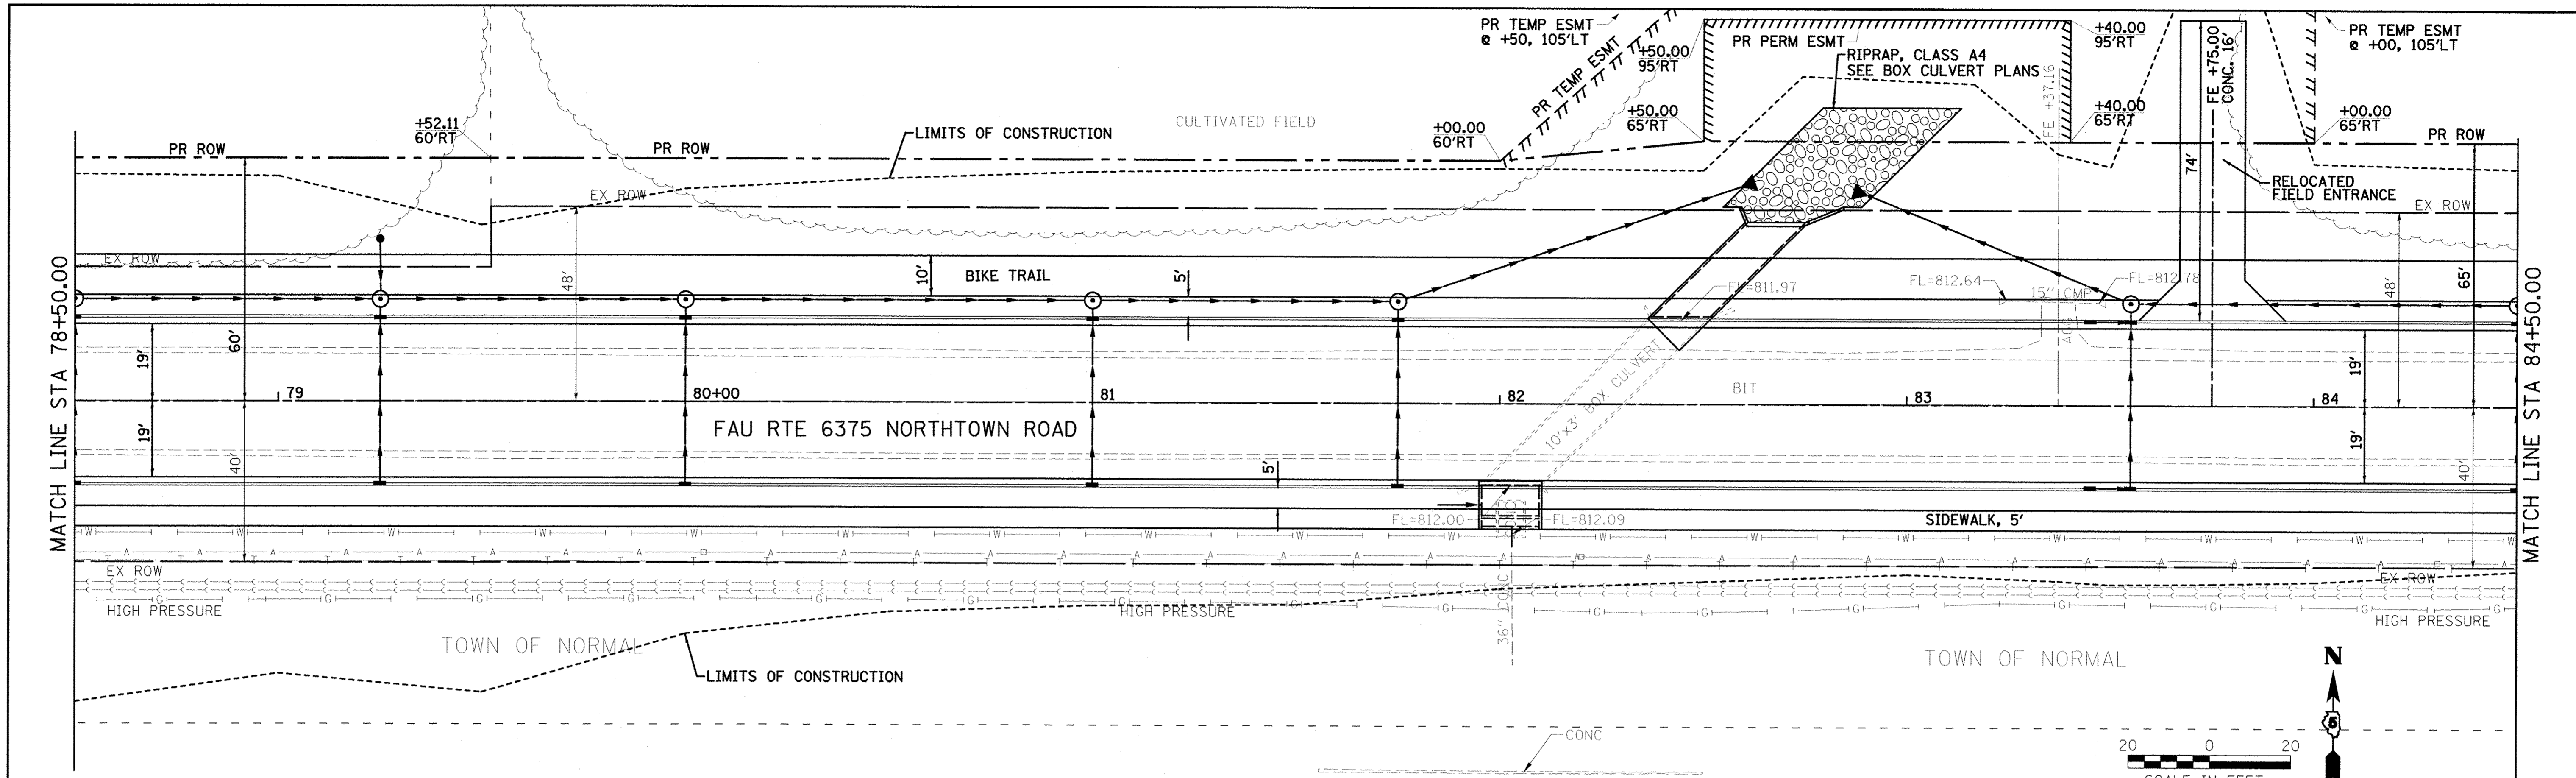 PR TEMP ESMT
@ +50, 105'LT
PR TEMP ESMT
+50.00
95'RT
PR PERM ESMT
+40.00
95'RT
PR TEMP ESMT
@ +00, 105'LT
RIPRAP, CLASS A4
SEE BOX CULVERT PLANS
FE +37.16
FE +75.00
CONC, 16'
+52.11
60'RT
LIMITS OF CONSTRUCTION
CULTIVATED FIELD
+00.00
60'RT
+50.00
65'RT
+40.00
65'RT
+00.00
65'RT
PR ROW
PR ROW
PR ROW
EX ROW
74'
RELOCATED
FIELD ENTRANCE
EX ROW
EX ROW
MATCH LINE STA 78+50.00
60'
48'
10'
BIKE TRAIL
5'
FL=811.97
FL=812.64
15" CMP
FL=812.78
AGG
48'
65'
MATCH LINE STA 84+50.00
19'
19'
79
80+00
81
82
BIT
83
84
19'
FAU RTE 6375 NORTHTOWN ROAD
10'x3' BOX CULVERT
19'
40'
5'
19'
40'
FL=812.00
FL=812.09
SIDEWALK, 5'
W W W W W W W W W W W W
A A A A A A A A A A A A
T T T T T T T T T T T T
EX ROW
EX ROW
G G G G G G G G G G G G
HIGH PRESSURE
HIGH PRESSURE
HIGH PRESSURE
36" CONC
TOWN OF NORMAL
TOWN OF NORMAL
LIMITS OF CONSTRUCTION
CONC
N
5
20 0 20
SCALE IN FEET